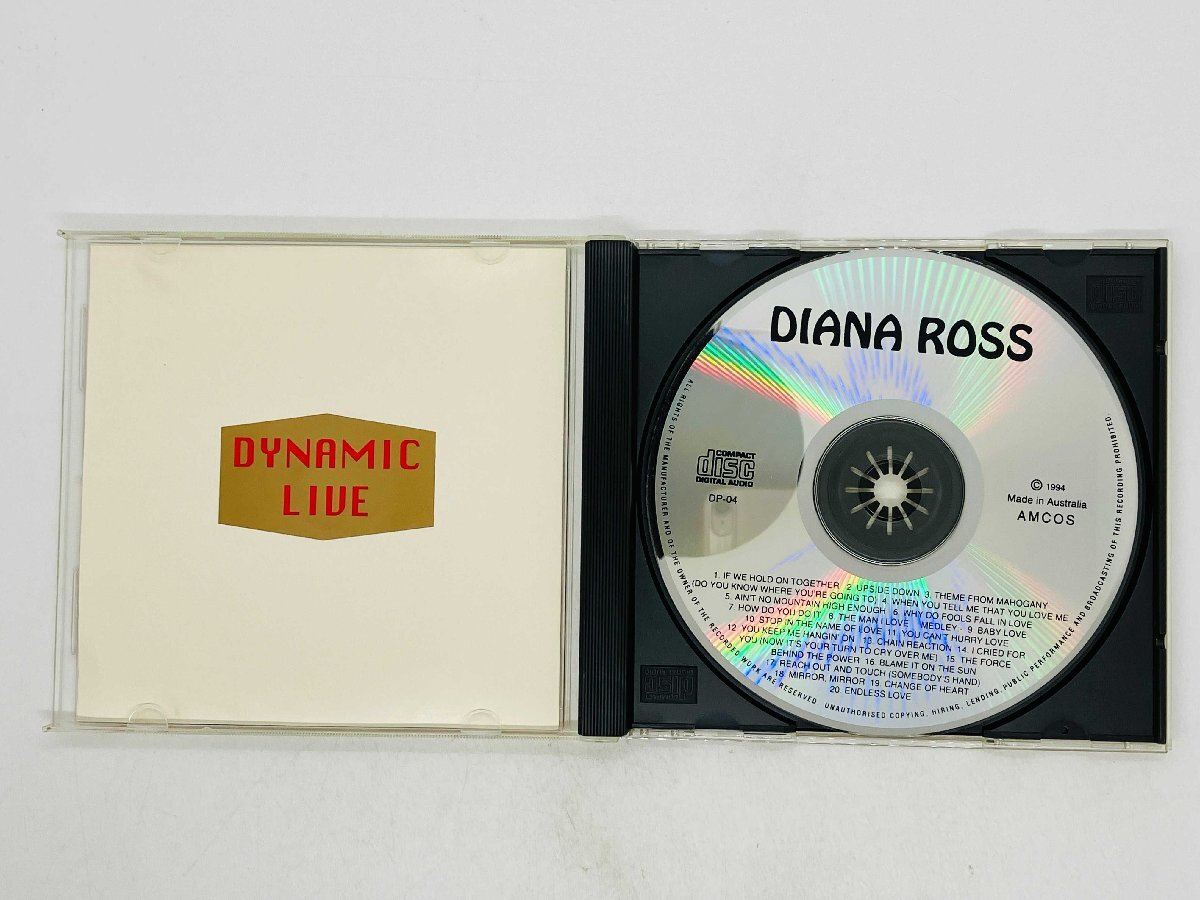 DYNAMIC
LIVE
DIANA ROSS
COMPACT
disc
DIGITAL AUDIO
DP-04
© 1994
Made in Australia
AMCOS
1. IF WE HOLD ON TOGETHER 2. UPSIDE DOWN 3. THEME FROM MAHOGANY
(DO YOU KNOW WHERE YOU'RE GOING TO) 4. WHEN YOU TELL ME THAT YOU LOVE ME
5. AIN'T NO MOUNTAIN HIGH ENOUGH 6. WHY DO FOOLS FALL IN LOVE
7. HOW DO YOU DO IT 8. THE MAN I LOVE - MEDLEY - 9. BABY LOVE
10. STOP IN THE NAME OF LOVE 11. YOU CAN'T HURRY LOVE
12. YOU KEEP ME HANGIN' ON 13. CHAIN REACTION 14. I CRIED FOR
YOU (NOW IT'S YOUR TURN TO CRY OVER ME) 15. THE FORCE
BEHIND THE POWER 16. BLAME IT ON THE SUN
17. REACH OUT AND TOUCH (SOMEBODY'S HAND)
18. MIRROR, MIRROR 19. CHANGE OF HEART
20. ENDLESS LOVE
ALL RIGHTS OF THE MANUFACTURER AND OF THE OWNER OF THE RECORDED WORK ARE RESERVED UNAUTHORISED COPYING, HIRING, LENDING, PUBLIC PERFORMANCE AND BROADCASTING OF THIS RECORDING PROHIBITED.